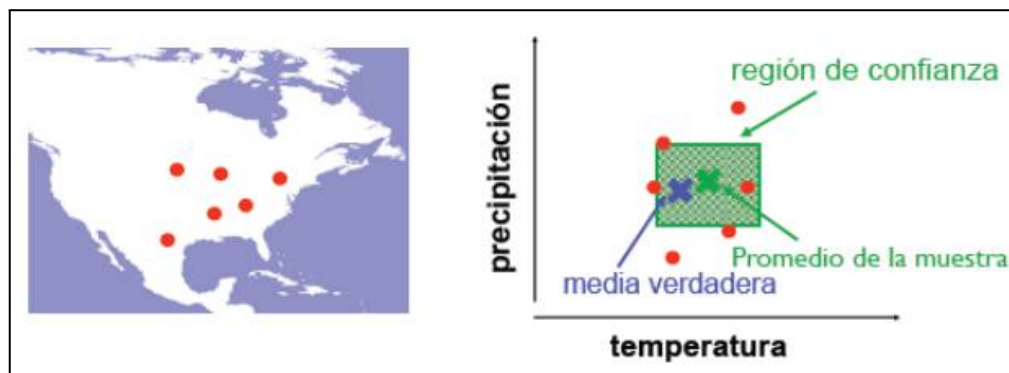 región de confianza
precipitación
Promedio de la muestra
media verdadera
temperatura